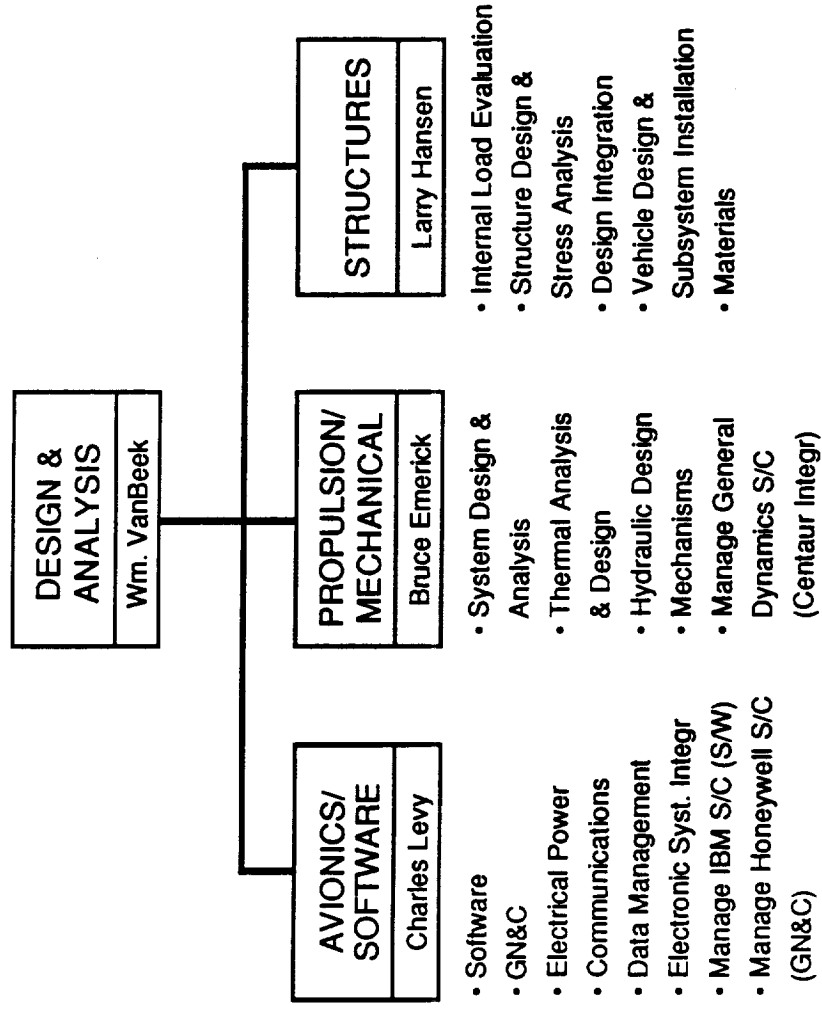 DESIGN &
ANALYSIS
Wm. VanBeek
AVIONICS/
SOFTWARE
Charles Levy
• Software
• GN&C
• Electrical Power
• Communications
• Data Management
• Electronic Syst. Integr
• Manage IBM S/C (S/W)
• Manage Honeywell S/C
(GN&C)
PROPULSION/
MECHANICAL
Bruce Emerick
• System Design &
Analysis
• Thermal Analysis
& Design
• Hydraulic Design
• Mechanisms
• Manage General
Dynamics S/C
(Centaur Integr)
STRUCTURES
Larry Hansen
• Internal Load Evaluation
• Structure Design &
Stress Analysis
• Design Integration
• Vehicle Design &
Subsystem Installation
• Materials